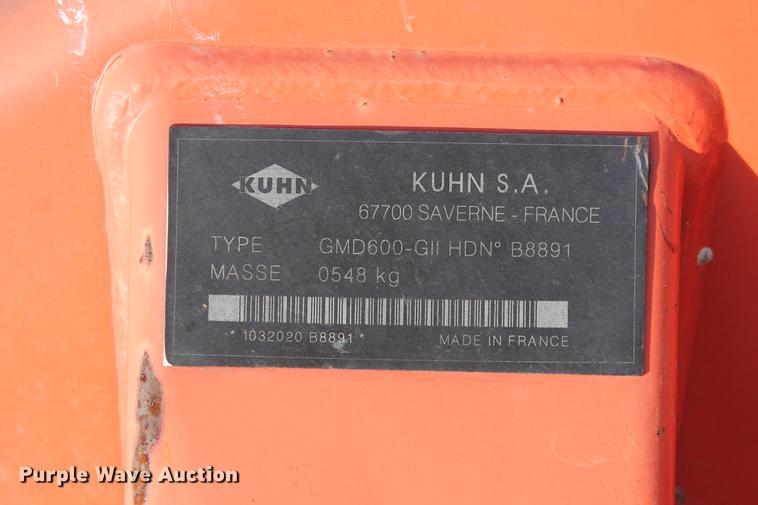 KUHN
KUHN S.A.
67700 SAVERNE - FRANCE
TYPE GMD600-GII HDN° B8891
MASSE 0548 kg
* 1032020 B8891 *
MADE IN FRANCE
Purple Wave Auction